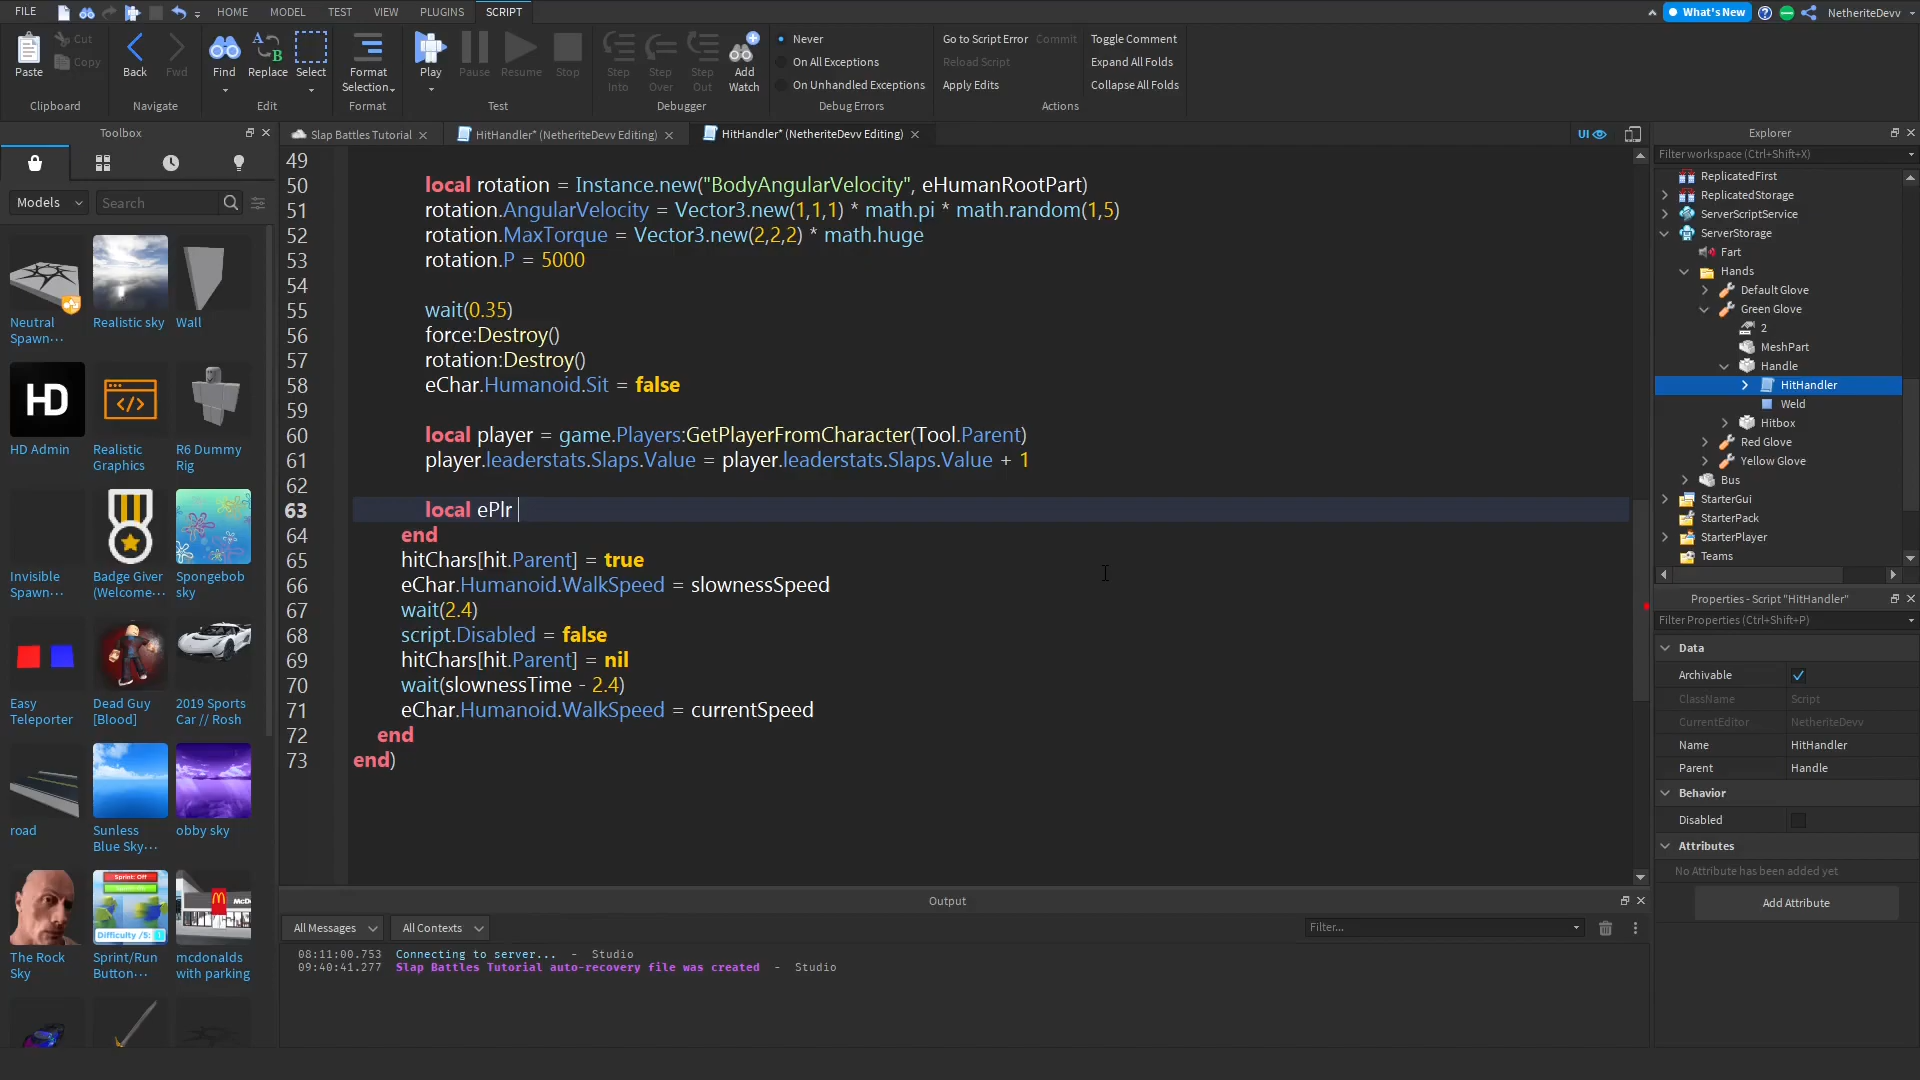 FILE HOME MODEL TEST VIEW PLUGINS SCRIPT What's New NetheriteDevv
Paste Cut Copy
Clipboard
Back Fwd
Navigate
Find Replace Select
Edit
Format Selection
Format
Play Pause Resume Stop
Test
Step Into Step Over Step Out Add Watch
Debugger
Never
On All Exceptions
On Unhandled Exceptions
Debug Errors
Go to Script Error Commit Toggle Comment
Reload Script Expand All Folds
Apply Edits Collapse All Folds
Actions
Toolbox
Models Search
Neutral Spawn⋯
Realistic sky
Wall
HD
HD Admin
Realistic Graphics
R6 Dummy Rig
Invisible Spawn⋯
Badge Giver (Welcome⋯
Spongebob sky
Easy Teleporter
Dead Guy [Blood]
2019 Sports Car // Rosh
road
Sunless Blue Sky⋯
obby sky
The Rock Sky
Sprint: Off
Difficulty /5: 1
Sprint/Run Button⋯
mcdonalds with parking
Slap Battles Tutorial HitHandler* (NetheriteDevv Editing) HitHandler* (NetheriteDevv Editing) UI
49
50 local rotation = Instance.new("BodyAngularVelocity", eHumanRootPart)
51 rotation.AngularVelocity = Vector3.new(1,1,1) * math.pi * math.random(1,5)
52 rotation.MaxTorque = Vector3.new(2,2,2) * math.huge
53 rotation.P = 5000
54
55 wait(0.35)
56 force:Destroy()
57 rotation:Destroy()
58 eChar.Humanoid.Sit = false
59
60 local player = game.Players:GetPlayerFromCharacter(Tool.Parent)
61 player.leaderstats.Slaps.Value = player.leaderstats.Slaps.Value + 1
62
63 local ePlr
64 end
65 hitChars[hit.Parent] = true
66 eChar.Humanoid.WalkSpeed = slownessSpeed
67 wait(2.4)
68 script.Disabled = false
69 hitChars[hit.Parent] = nil
70 wait(slownessTime - 2.4)
71 eChar.Humanoid.WalkSpeed = currentSpeed
72 end
73 end)
Output
All Messages All Contexts Filter...
08:11:00.753 Connecting to server... - Studio
09:40:41.277 Slap Battles Tutorial auto-recovery file was created - Studio
Explorer
Filter workspace (Ctrl+Shift+X)
ReplicatedFirst
ReplicatedStorage
ServerScriptService
ServerStorage
Fart
Hands
Default Glove
Green Glove
2
MeshPart
Handle
HitHandler
Weld
Hitbox
Red Glove
Yellow Glove
Bus
StarterGui
StarterPack
StarterPlayer
Teams
Properties - Script "HitHandler"
Filter Properties (Ctrl+Shift+P)
Data
Archivable
ClassName Script
CurrentEditor NetheriteDevv
Name HitHandler
Parent Handle
Behavior
Disabled
Attributes
No Attribute has been added yet
Add Attribute